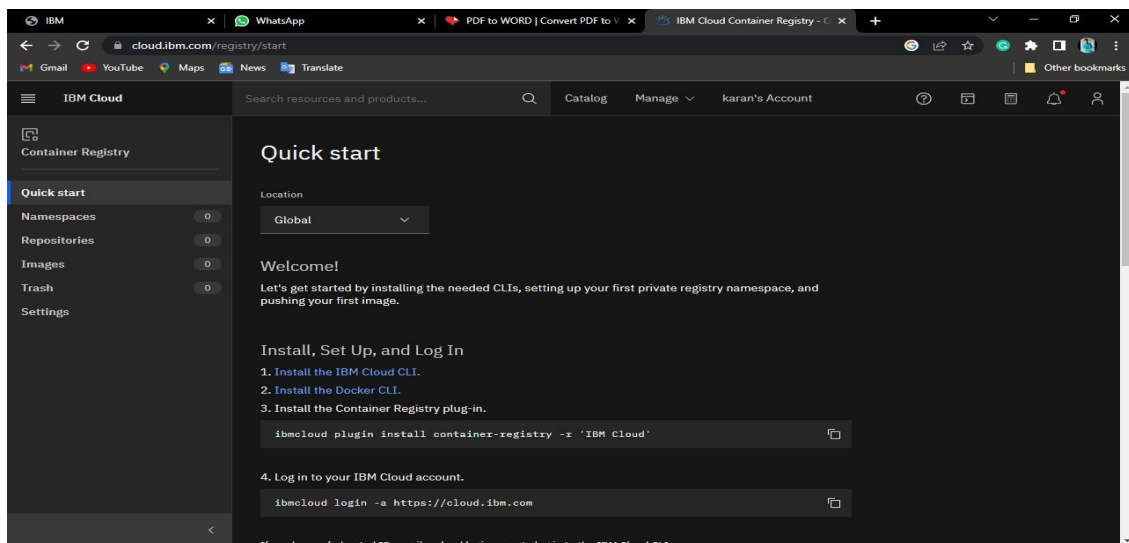 IBM
WhatsApp
PDF to WORD | Convert PDF to
IBM Cloud Container Registry -
cloud.ibm.com/registry/start
Gmail YouTube Maps News Translate Other bookmarks
IBM Cloud
Search resources and products...
Catalog Manage karan's Account
Container Registry
Quick start
Namespaces 0
Repositories 0
Images 0
Trash 0
Settings
Quick start
Location
Global
Welcome!
Let's get started by installing the needed CLIs, setting up your first private registry namespace, and
pushing your first image.
Install, Set Up, and Log In
1. Install the IBM Cloud CLI.
2. Install the Docker CLI.
3. Install the Container Registry plug-in.
ibmcloud plugin install container-registry -r 'IBM Cloud'
4. Log in to your IBM Cloud account.
ibmcloud login -a https://cloud.ibm.com